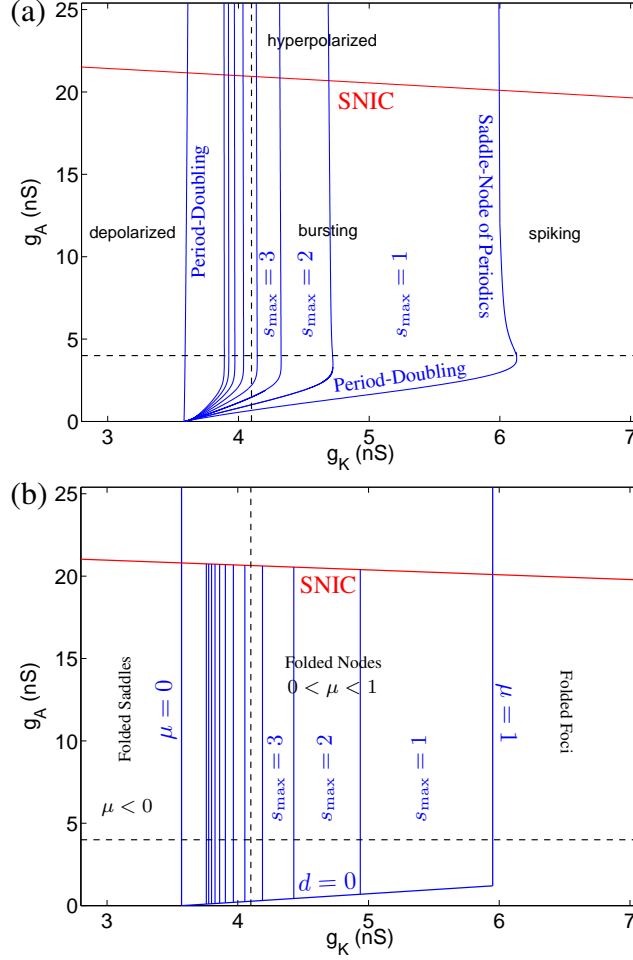 (a)
25
20
15
10
5
0
g_A (nS)
hyperpolarized
SNIC
Period-Doubling
Saddle-Node of Periodics
depolarized
bursting
spiking
s_max = 3
s_max = 2
s_max = 1
Period-Doubling
3
4
5
6
7
g_K (nS)
(b)
25
20
15
10
5
0
g_A (nS)
SNIC
Folded Saddles
μ = 0
Folded Nodes
0 < μ < 1
μ = 1
Folded Foci
s_max = 3
s_max = 2
s_max = 1
μ < 0
d = 0
3
4
5
6
7
g_K (nS)